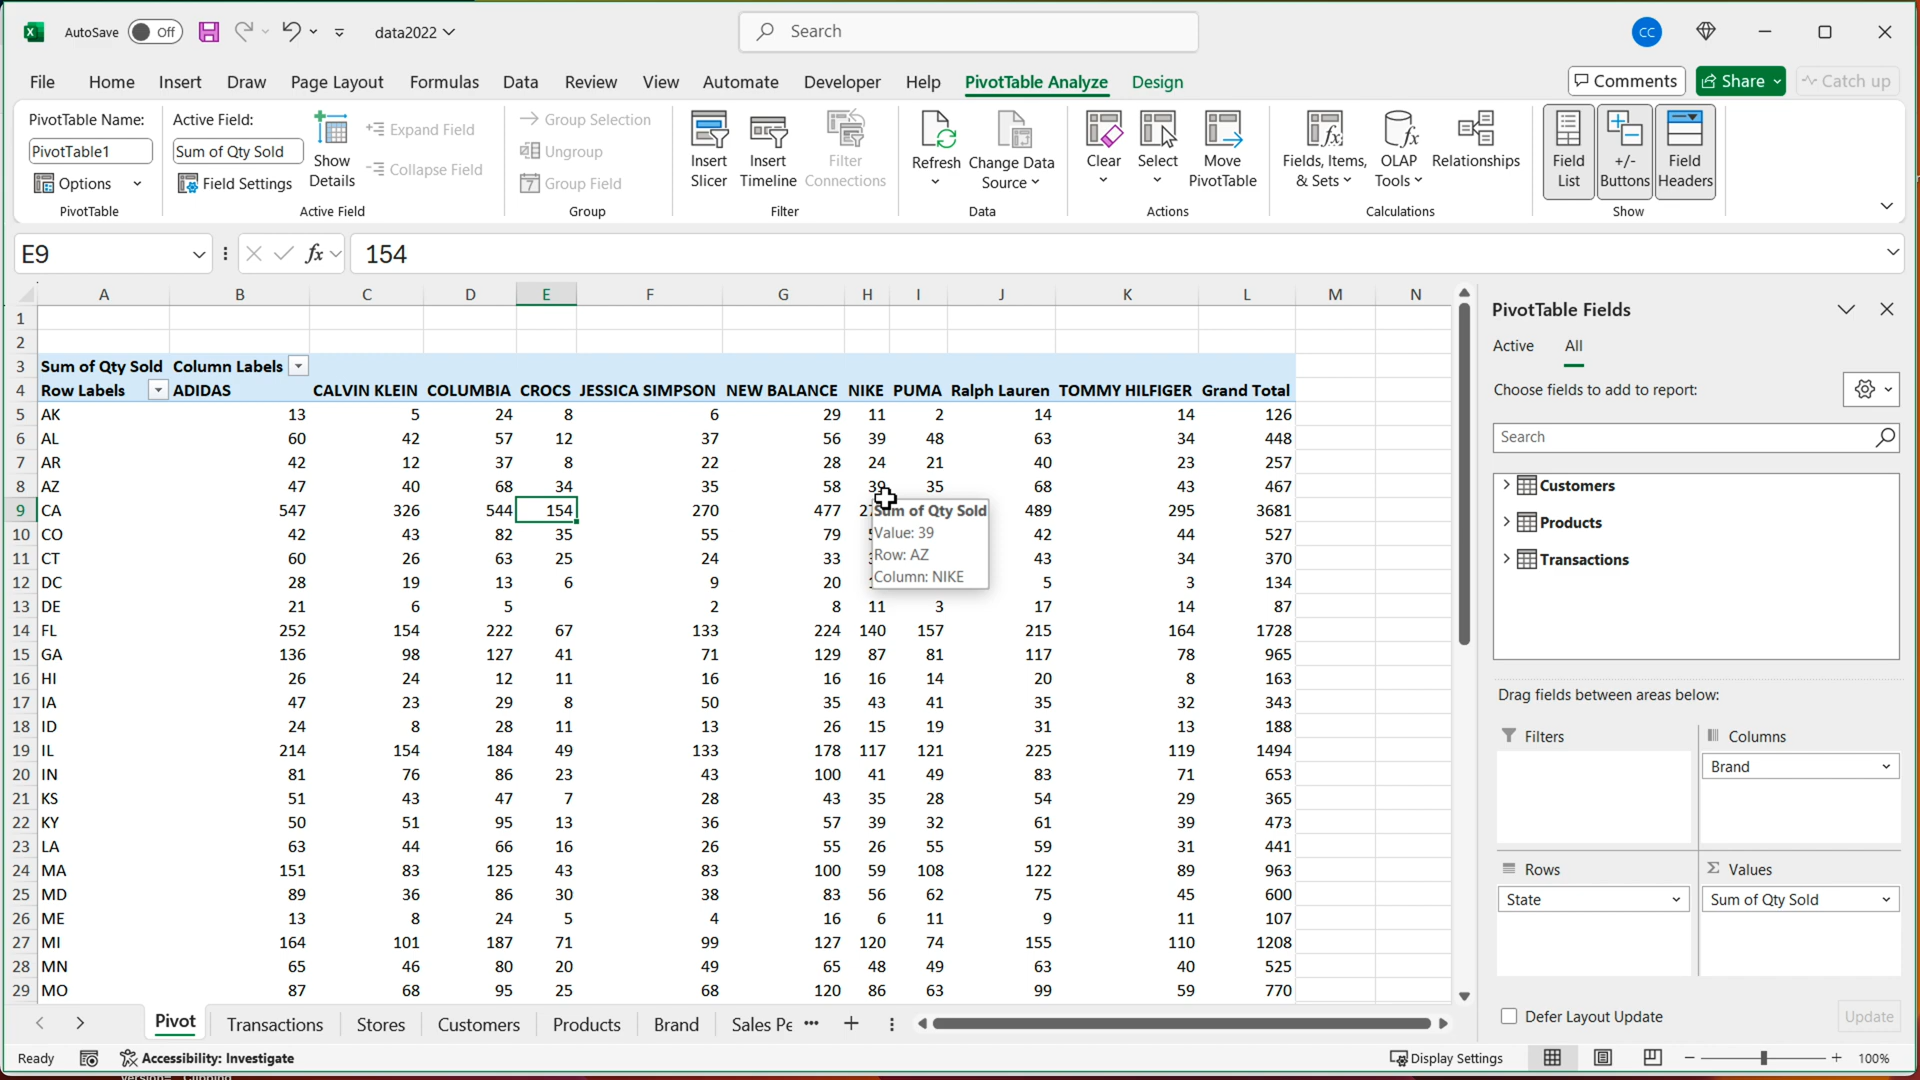 AutoSave Off data2022 Search CC
File Home Insert Draw Page Layout Formulas Data Review View Automate Developer Help PivotTable Analyze Design Comments Share Catch up
PivotTable Name:
PivotTable1
Options
PivotTable
Active Field:
Sum of Qty Sold
Field Settings
Show Details
Expand Field
Collapse Field
Active Field
Group Selection
Ungroup
Group Field
Group
Insert Slicer
Insert Timeline
Filter Connections
Filter
Refresh
Change Data Source
Data
Clear
Select
Move PivotTable
Actions
Fields, Items, & Sets
OLAP Tools
Relationships
Calculations
Field List
+/- Buttons
Field Headers
Show
E9 fx 154
A B C D E F G H I J K L M N
1
2
3 Sum of Qty Sold Column Labels
4 Row Labels ADIDAS CALVIN KLEIN COLUMBIA CROCS JESSICA SIMPSON NEW BALANCE NIKE PUMA Ralph Lauren TOMMY HILFIGER Grand Total
5 AK 13 5 24 8 6 29 11 2 14 14 126
6 AL 60 42 57 12 37 56 39 48 63 34 448
7 AR 42 12 37 8 22 28 24 21 40 23 257
8 AZ 47 40 68 34 35 58 39 35 68 43 467
9 CA 547 326 544 154 270 477 489 295 3681
10 CO 42 43 82 35 55 79 42 44 527
11 CT 60 26 63 25 24 33 43 34 370
12 DC 28 19 13 6 9 20 5 3 134
13 DE 21 6 5 2 8 11 3 17 14 87
14 FL 252 154 222 67 133 224 140 157 215 164 1728
15 GA 136 98 127 41 71 129 87 81 117 78 965
16 HI 26 24 12 11 16 16 16 14 20 8 163
17 IA 47 23 29 8 50 35 43 41 35 32 343
18 ID 24 8 28 11 13 26 15 19 31 13 188
19 IL 214 154 184 49 133 178 117 121 225 119 1494
20 IN 81 76 86 23 43 100 41 49 83 71 653
21 KS 51 43 47 7 28 43 35 28 54 29 365
22 KY 50 51 95 13 36 57 39 32 61 39 473
23 LA 63 44 66 16 26 55 26 55 59 31 441
24 MA 151 83 125 43 83 100 59 108 122 89 963
25 MD 89 36 86 30 38 83 56 62 75 45 600
26 ME 13 8 24 5 4 16 6 11 9 11 107
27 MI 164 101 187 71 99 127 120 74 155 110 1208
28 MN 65 46 80 20 49 65 48 49 63 40 525
29 MO 87 68 95 25 68 120 86 63 99 59 770
Sum of Qty Sold
Value: 39
Row: AZ
Column: NIKE
PivotTable Fields
Active All
Choose fields to add to report:
Search
Customers
Products
Transactions
Drag fields between areas below:
Filters
Columns
Brand
Rows
State
Values
Sum of Qty Sold
Defer Layout Update Update
Pivot Transactions Stores Customers Products Brand Sales Pe ...
Ready Accessibility: Investigate Display Settings 100%